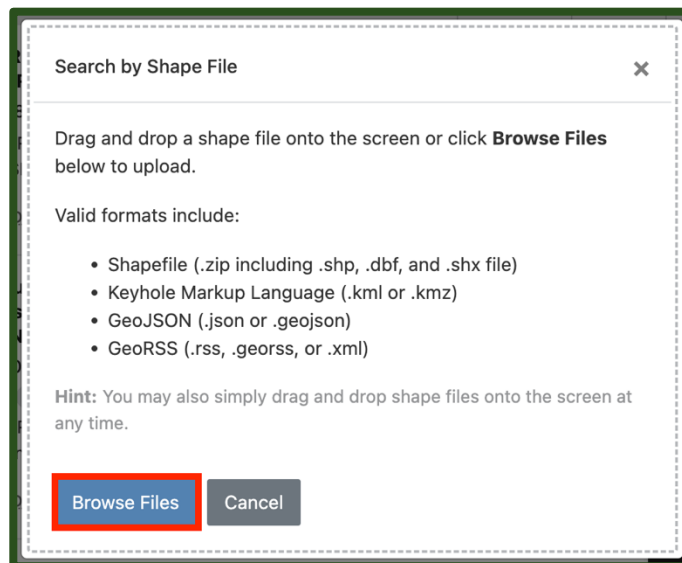 Search by Shape File
×
Drag and drop a shape file onto the screen or click Browse Files
below to upload.
Valid formats include:
• Shapefile (.zip including .shp, .dbf, and .shx file)
• Keyhole Markup Language (.kml or .kmz)
• GeoJSON (.json or .geojson)
• GeoRSS (.rss, .georss, or .xml)
Hint: You may also simply drag and drop shape files onto the screen at
any time.
Browse Files Cancel